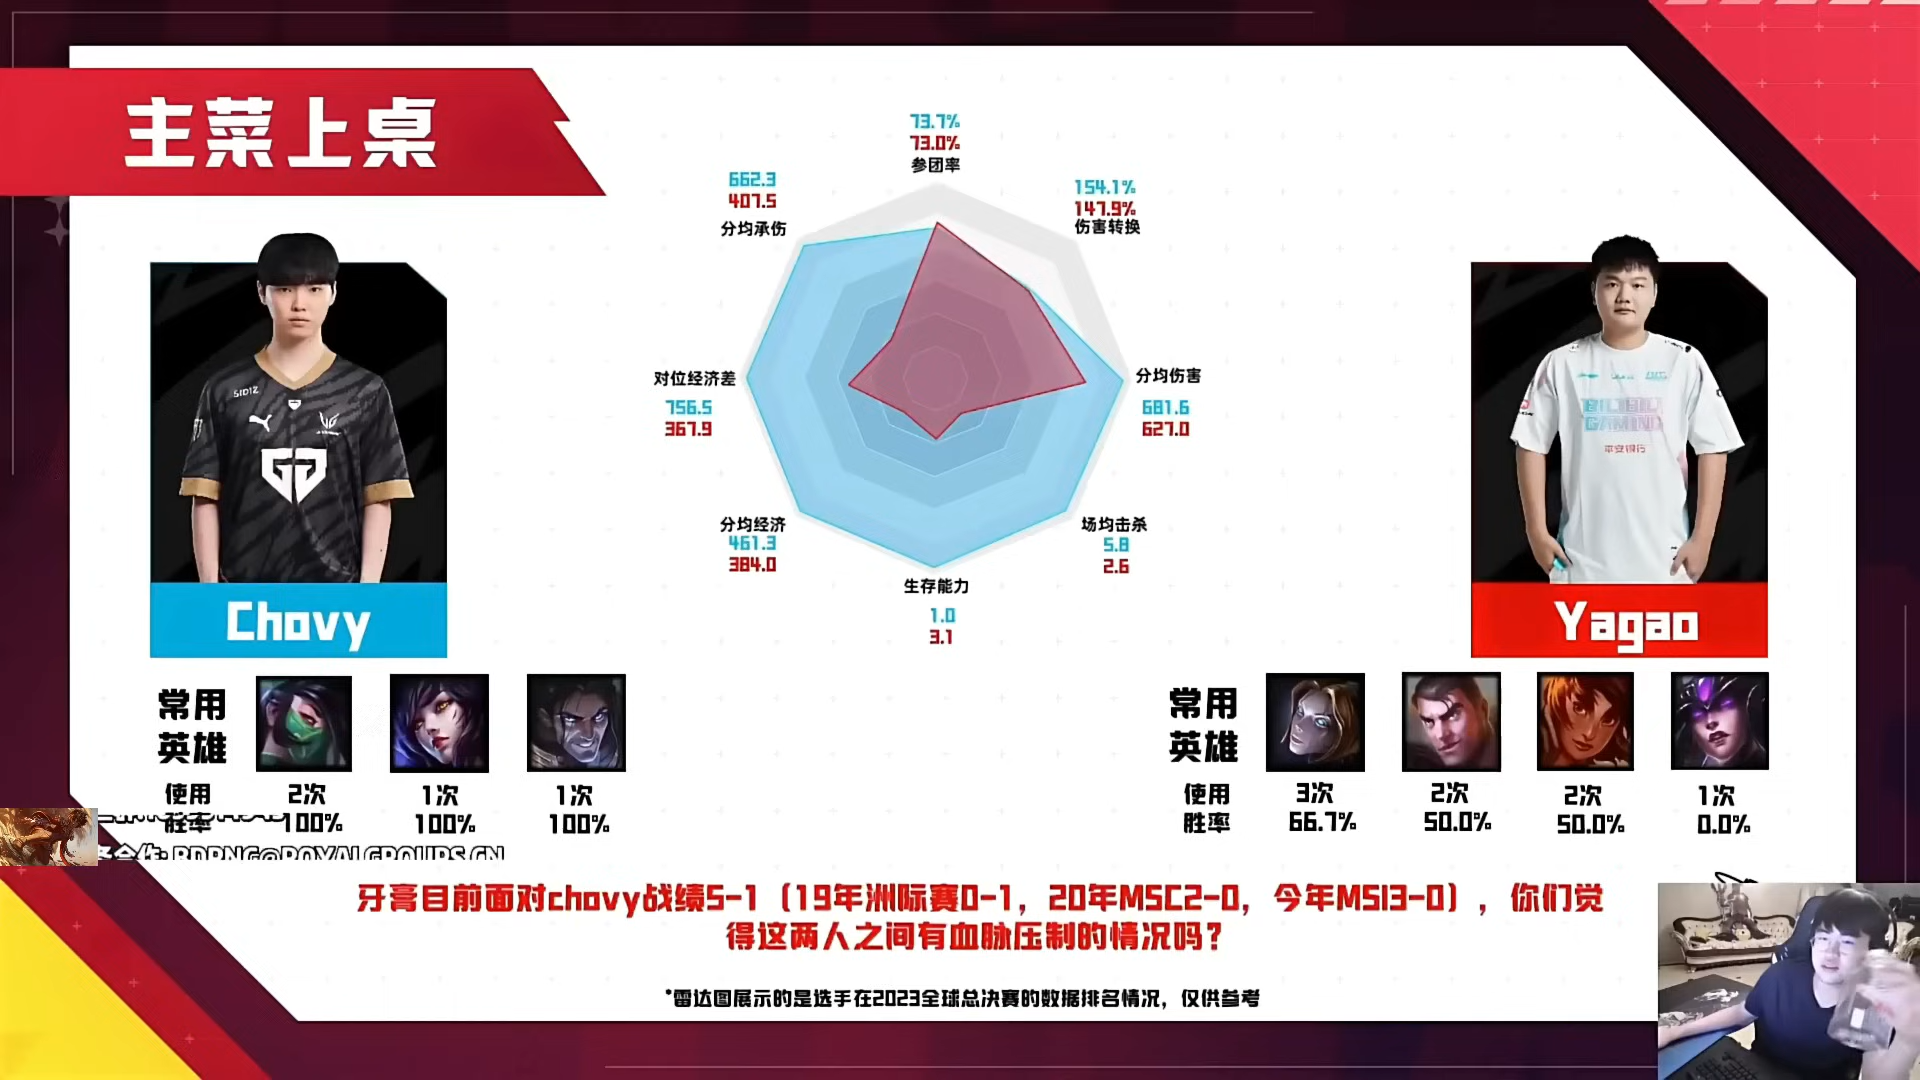 主菜上桌
73.7%
73.0%
参团率
662.3
407.5
分均承伤
154.1%
147.9%
伤害转换
对位经济差
756.5
367.9
分均伤害
681.6
627.0
分均经济
461.3
384.0
场均击杀
5.8
2.6
生存能力
1.0
3.1
SIDIZ
平安银行
Chovy
Yagao
常用
英雄
使用 2次 1次 1次
胜率 100% 100% 100%
常用
英雄
使用 3次 2次 2次 1次
胜率 66.7% 50.0% 50.0% 0.0%
合作: BDRNG@ROYALGROUPS.CN
牙膏目前面对chovy战绩5-1（19年洲际赛0-1，20年MSC2-0，今年MSI3-0），你们觉
得这两人之间有血脉压制的情况吗？
*雷达图展示的是选手在2023全球总决赛的数据排名情况，仅供参考